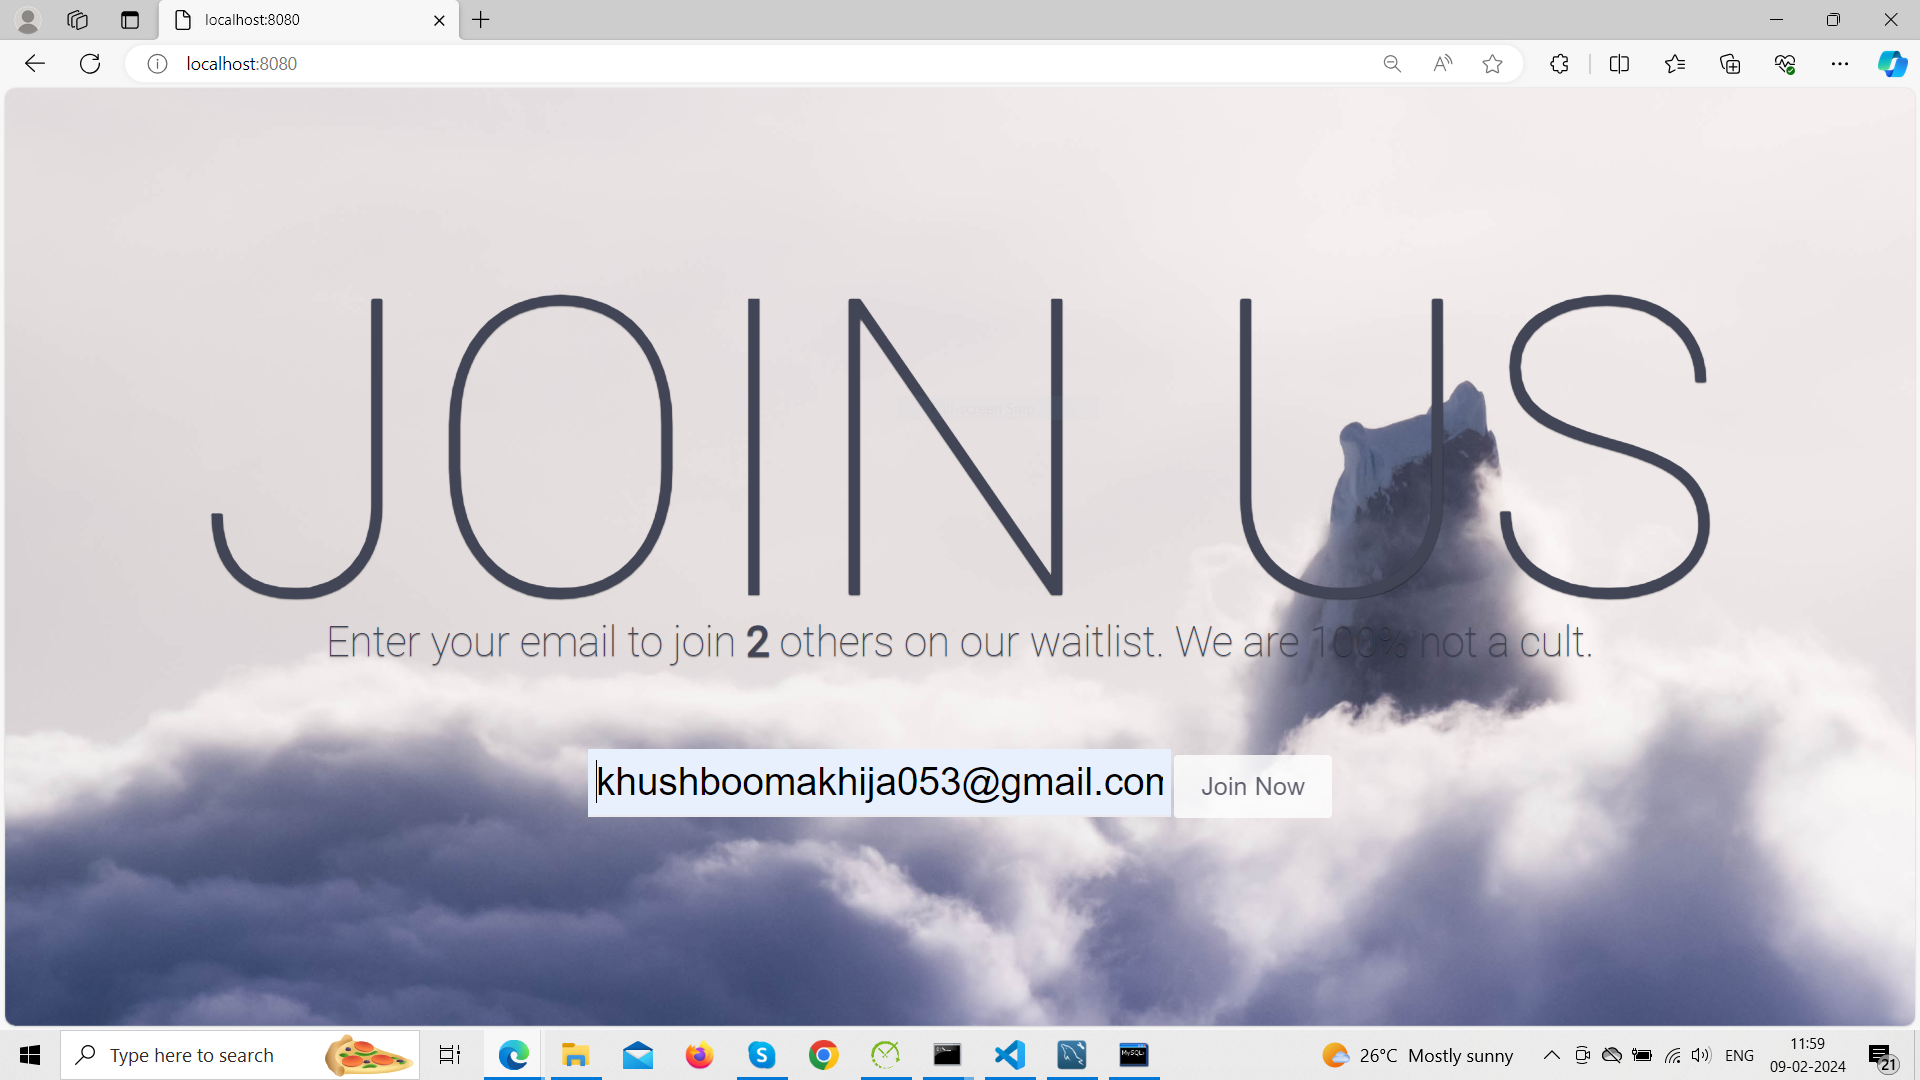 localhost:8080
localhost:8080
JOIN US
Enter your email to join 2 others on our waitlist. We are 100% not a cult.
khushboomakhija053@gmail.com
Join Now
Type here to search
MySQL
26°C Mostly sunny
ENG
11:59
09-02-2024
21